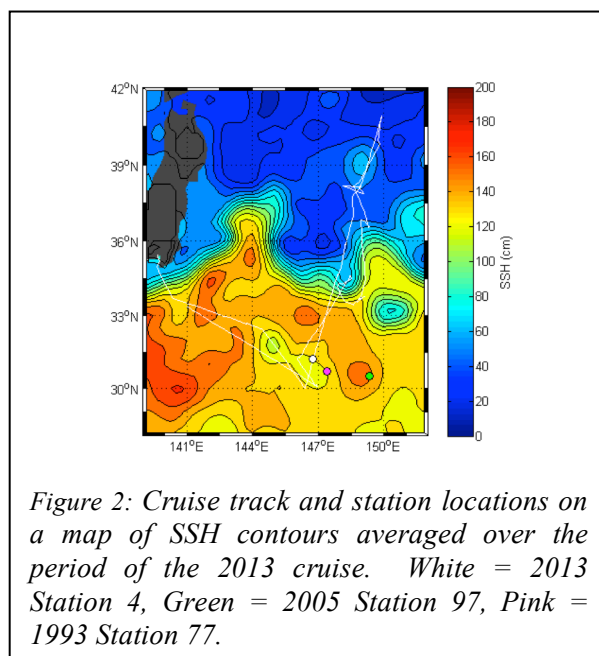 42°N
39°N
36°N
33°N
30°N
141°E 144°E 147°E 150°E
200
180
160
140
120
100
80
60
40
20
0
SSH (cm)
Figure 2: Cruise track and station locations on
a map of SSH contours averaged over the
period of the 2013 cruise. White = 2013
Station 4, Green = 2005 Station 97, Pink =
1993 Station 77.